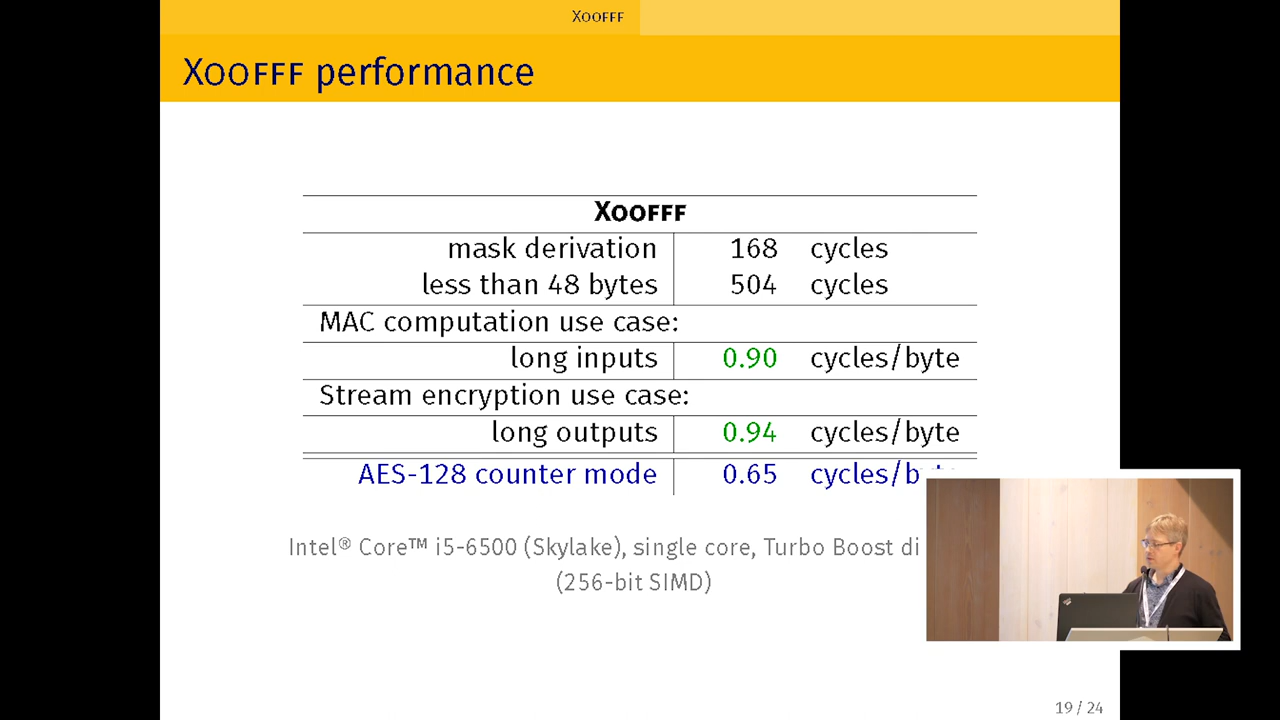 Xoofff
Xoofff performance
Xoofff
mask derivation 168 cycles
less than 48 bytes 504 cycles
MAC computation use case:
long inputs 0.90 cycles/byte
Stream encryption use case:
long outputs 0.94 cycles/byte
AES-128 counter mode 0.65
Intel® Core™ i5-6500 (Skylake), single core, Turbo Boost
(256-bit SIMD)
19 / 24